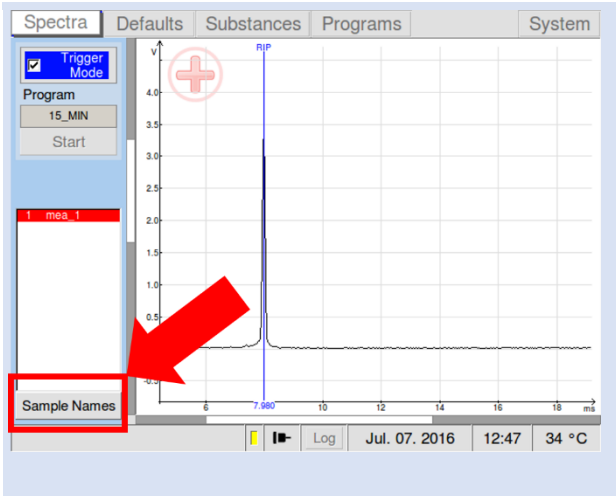 Spectra Defaults Substances Programs System
Trigger
Mode
Program
15_MIN
Start
1 mea_1
Sample Names
V
RIP
4.0
3.5
3.0
2.5
2.0
1.5
1.0
0.5
-0.5
6 7.980 10 12 14 16 18 ms
Log Jul. 07. 2016 12:47 34 °C